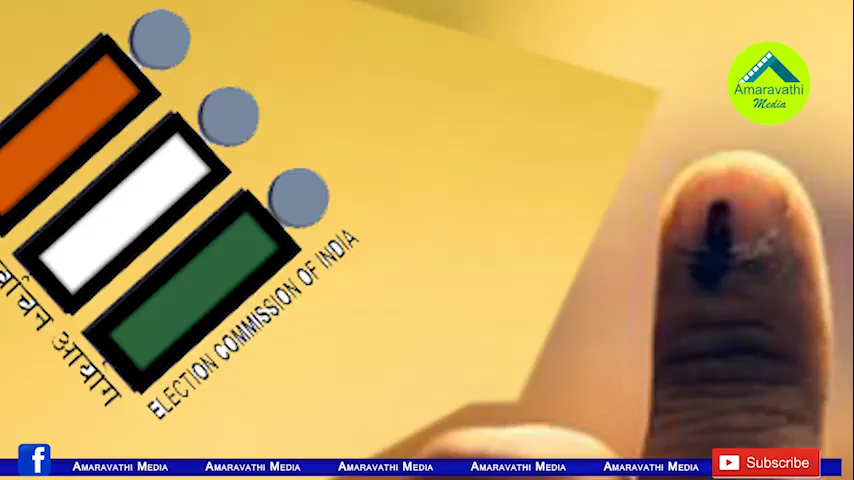 Amaravathi
Media
र्वाचन आयोग
ELECTION COMMISSION OF INDIA
f
AMARAVATHI MEDIA AMARAVATHI MEDIA AMARAVATHI MEDIA AMARAVATHI MEDIA AMARAVATHI MEDIA
Subscribe